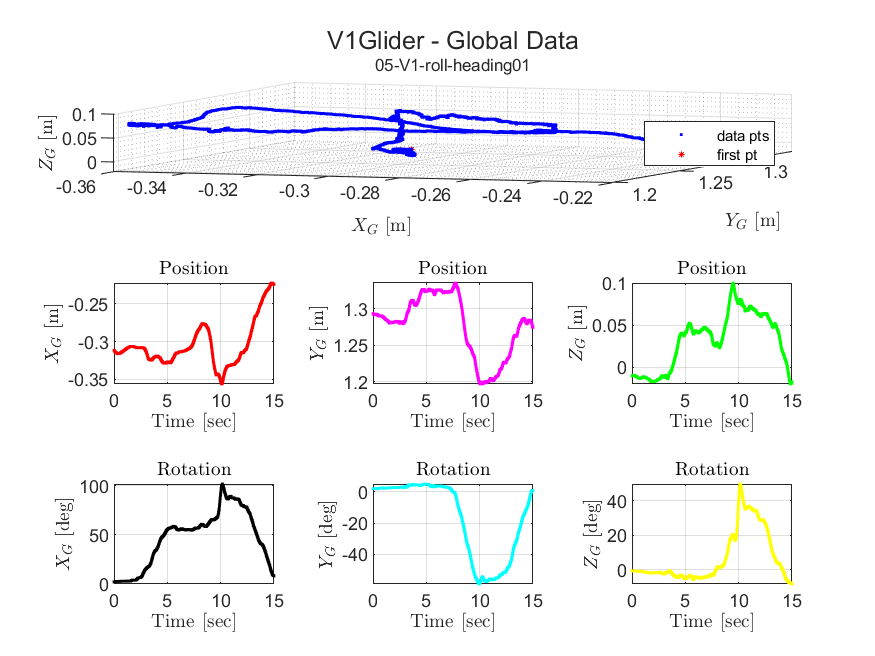 V1Glider - Global Data
05-V1-roll-heading01
Z_G [m]
0.1
0.05
0
data pts
first pt
-0.36 -0.34 -0.32 -0.3 -0.28 -0.26 -0.24 -0.22
1.2 1.25 1.3
X_G [m]
Y_G [m]
Position
X_G [m]
-0.25
-0.3
-0.35
0 5 10 15
Time [sec]
Position
Y_G [m]
1.3
1.25
1.2
0 5 10 15
Time [sec]
Position
Z_G [m]
0.1
0.05
0
0 5 10 15
Time [sec]
Rotation
X_G [deg]
100
50
0
0 5 10 15
Time [sec]
Rotation
Y_G [deg]
0
-20
-40
0 5 10 15
Time [sec]
Rotation
Z_G [deg]
40
20
0
0 5 10 15
Time [sec]